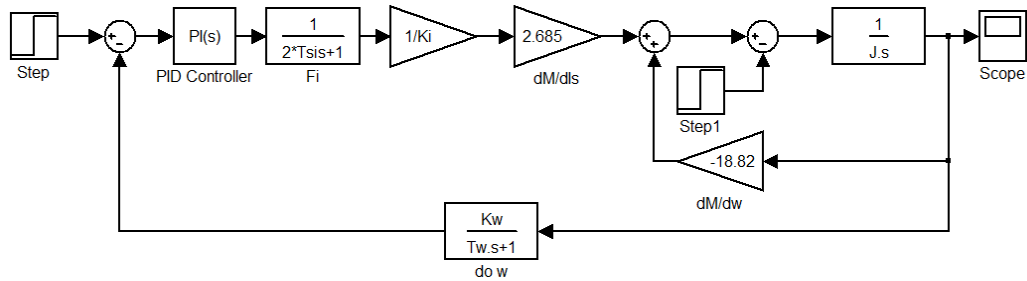 Step
PI(s)
PID Controller
1
2*Tsis+1
Fi
1/Ki
2.685
dM/dIs
Step1
1
J.s
Scope
-18.82
dM/dw
Kw
Tw.s+1
do w